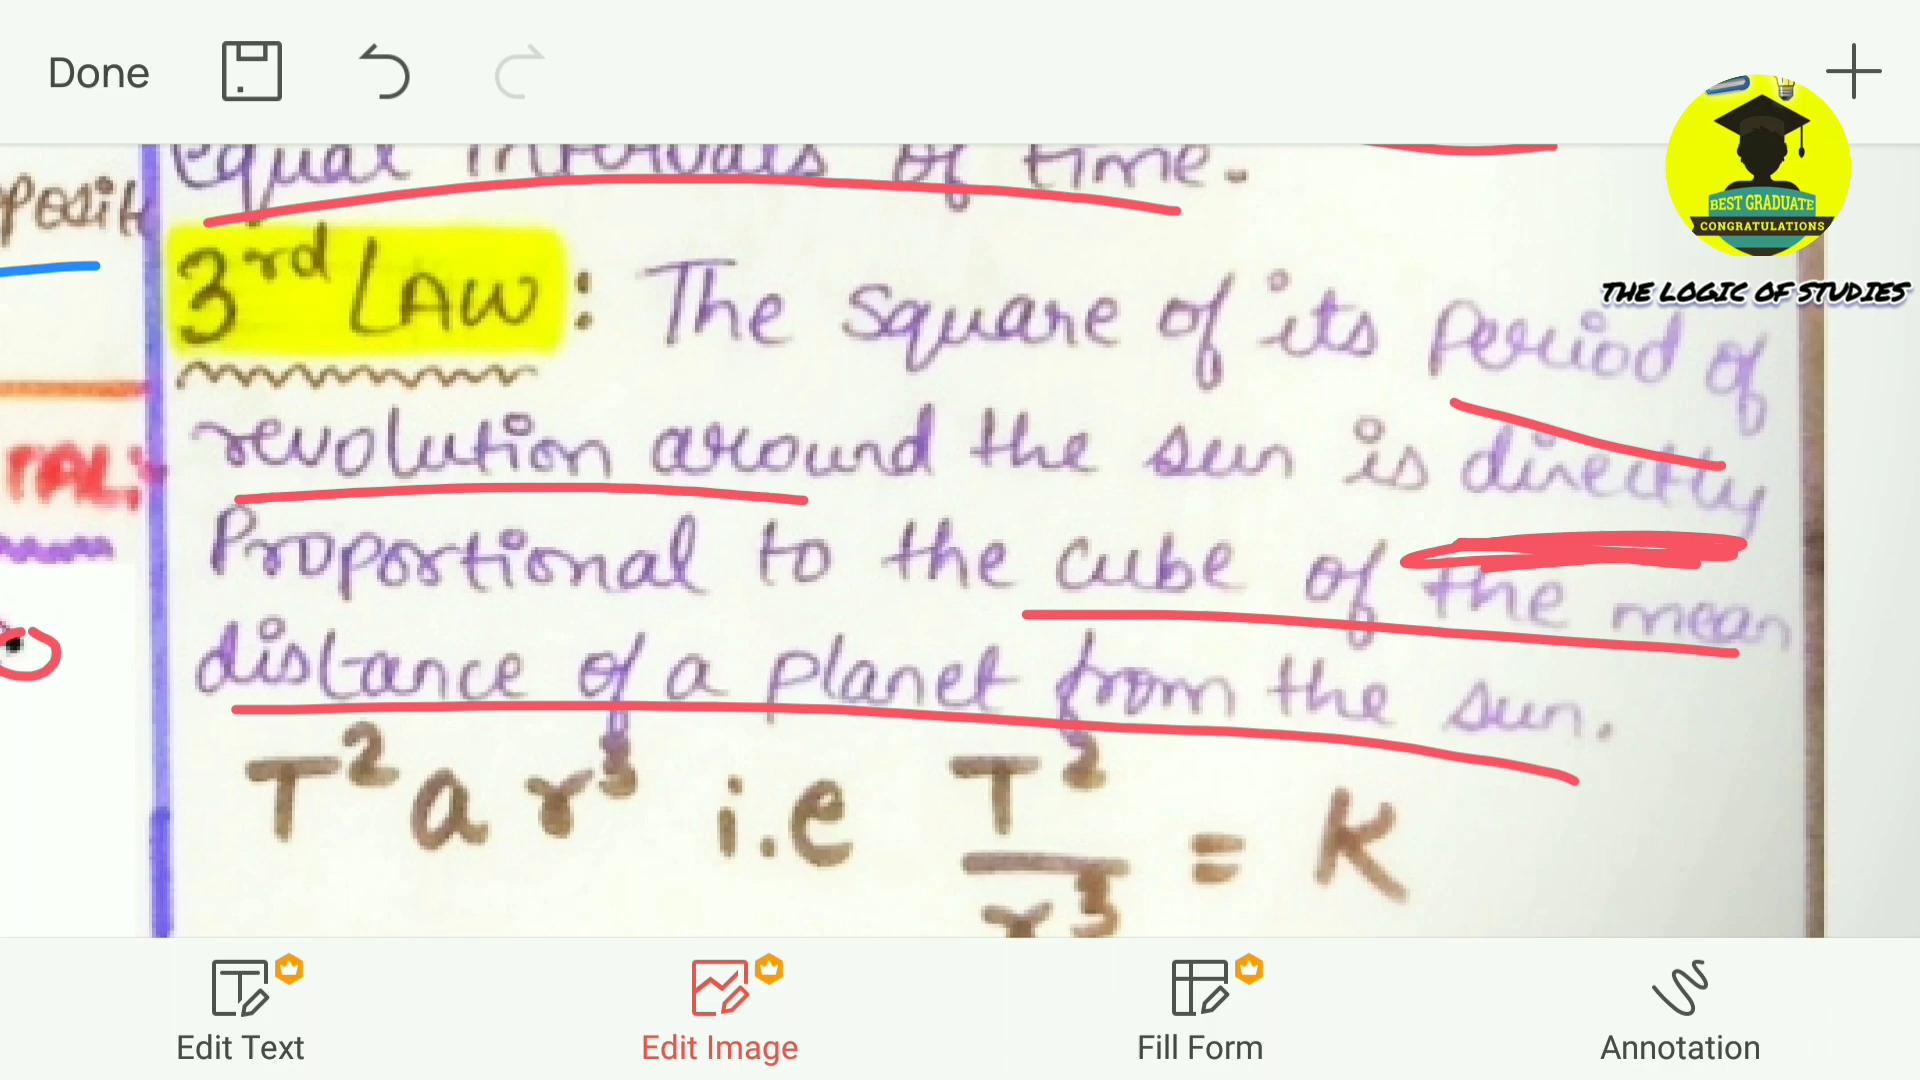 Done
BEST GRADUATE
CONGRATULATIONS
THE LOGIC OF STUDIES
equal intervals of time.
3rd LAW: The square of its period of
revolution around the sun is directly
Proportional to the cube of the mean
distance of a planet from the sun.
T² a r³ i.e T²/r³ = K
Edit Text
Edit Image
Fill Form
Annotation